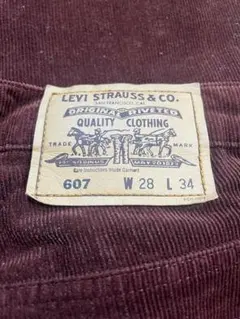 LEVI STRAUSS & CO.
SAN FRANCISCO, CAL.
ORIGINAL RIVETED
QUALITY CLOTHING
TRADE MARK
607 W 28 L 34